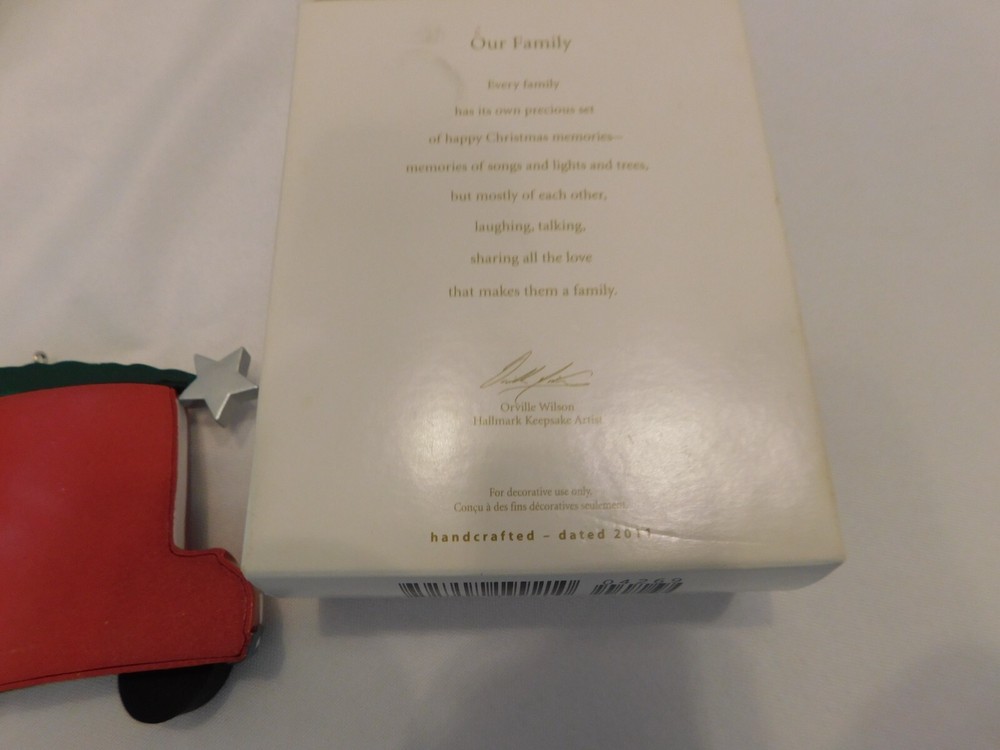 Our Family
Every family
has its own precious set
of happy Christmas memories—
memories of songs and lights and trees,
but mostly of each other,
laughing, talking,
sharing all the love
that makes them a family.
Orville Wilson
Hallmark Keepsake Artist
For decorative use only.
Conçu à des fins décoratives seulement.
handcrafted – dated 2011